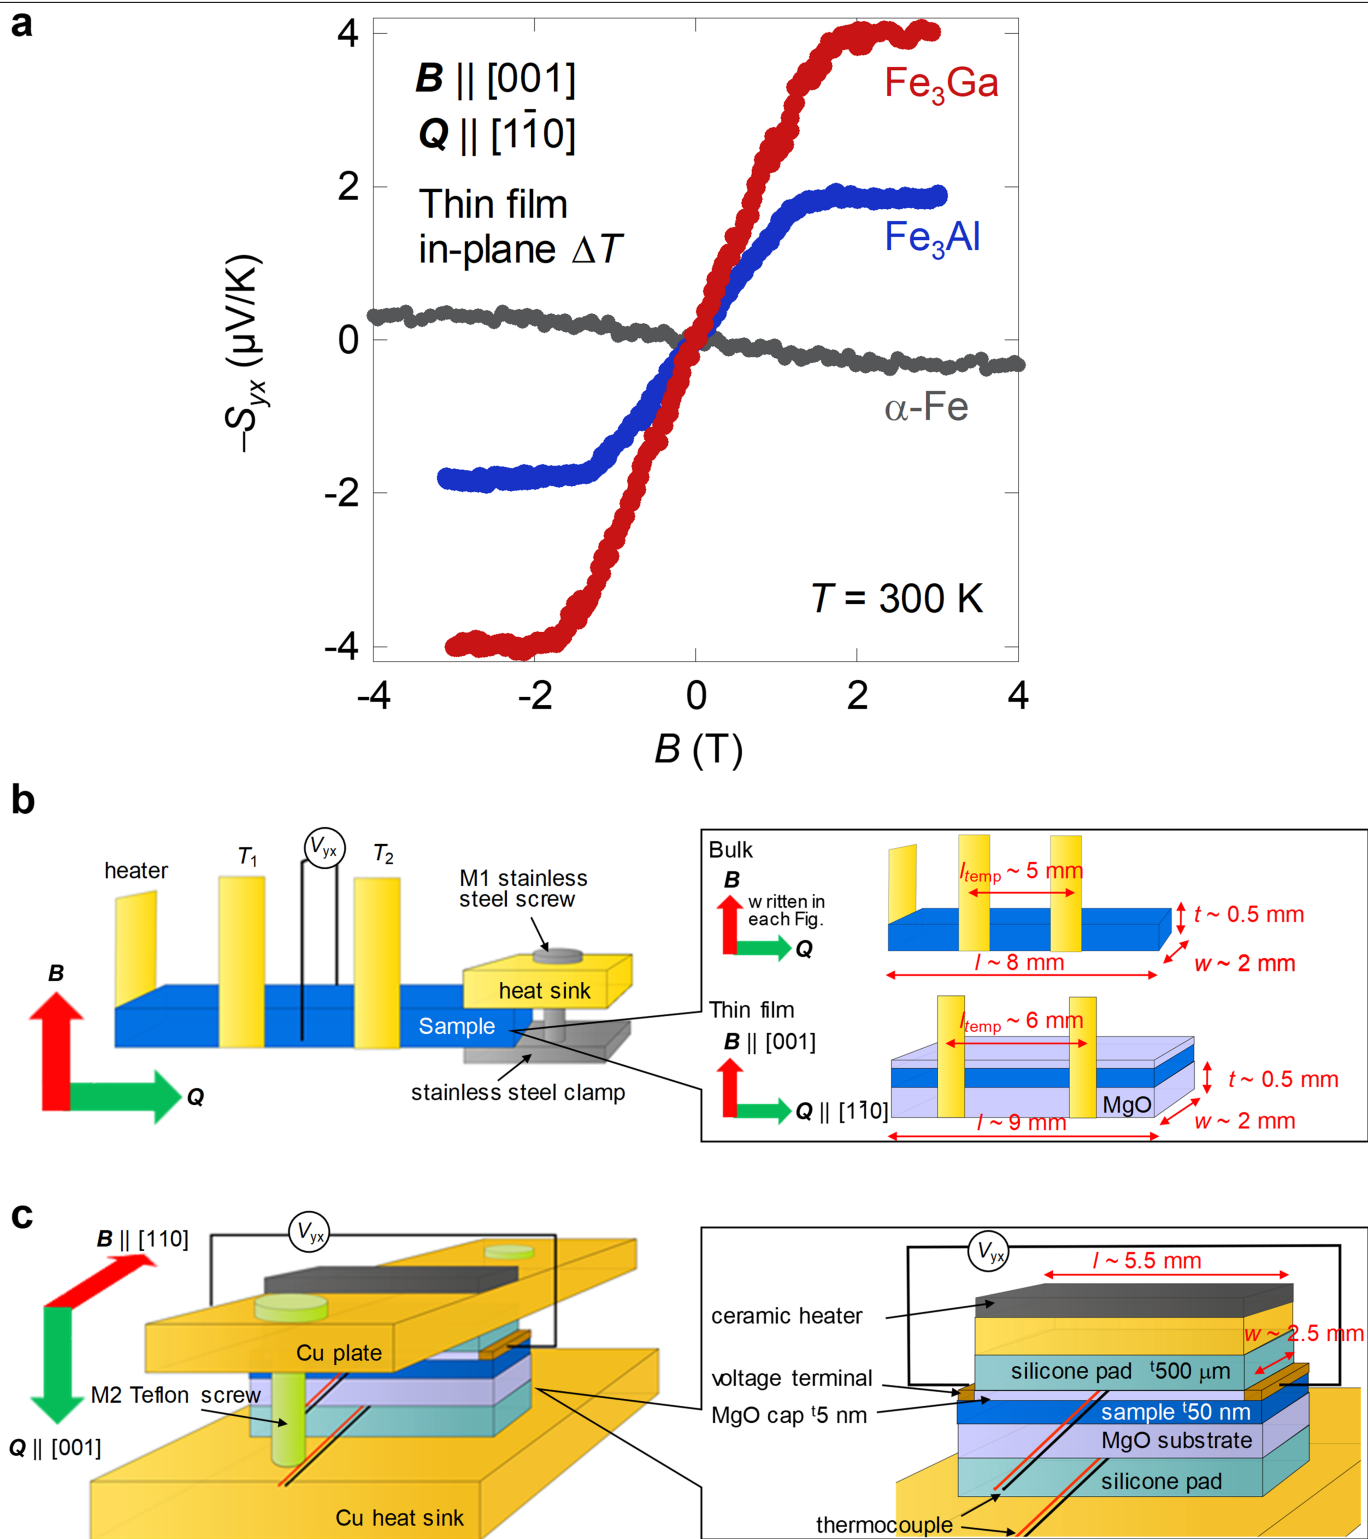 a
4
2
0
-2
-4
-4 -2 0 2 4
B || [001]
Q || [11̄0]
Thin film
in-plane ΔT
Fe₃Ga
Fe₃Al
α-Fe
T = 300 K
–Syx (μV/K)
B (T)
b
heater
T₁
Vyx
T₂
M1 stainless
steel screw
heat sink
Sample
stainless steel clamp
B
Q
Bulk
B
w ritten in
each Fig.
Q
ltemp ~ 5 mm
t ~ 0.5 mm
w ~ 2 mm
l ~ 8 mm
Thin film
B || [001]
Q || [11̄0]
ltemp ~ 6 mm
t ~ 0.5 mm
MgO
w ~ 2 mm
l ~ 9 mm
c
B || [110]
Vyx
Cu plate
M2 Teflon screw
Q || [001]
Cu heat sink
Vyx
l ~ 5.5 mm
ceramic heater
w ~ 2.5 mm
silicone pad ᵗ500 μm
voltage terminal
MgO cap ᵗ5 nm
sample ᵗ50 nm
MgO substrate
silicone pad
thermocouple